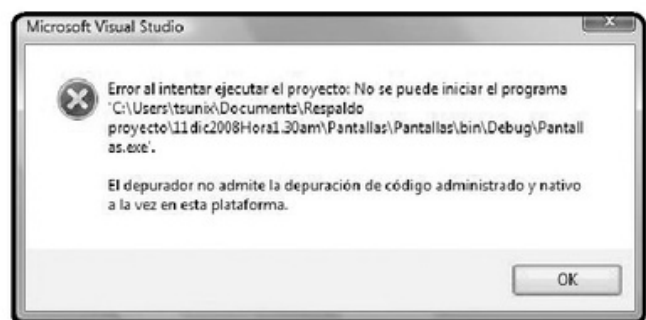 Microsoft Visual Studio
Error al intentar ejecutar el proyecto: No se puede iniciar el programa
'C:\Users\tsunix\Documents\Respaldo
proyecto\11dic2008Hora1.30am\Pantallas\Pantallas\bin\Debug\Pantall
as.exe'.
El depurador no admite la depuración de código administrado y nativo
a la vez en esta plataforma.
OK